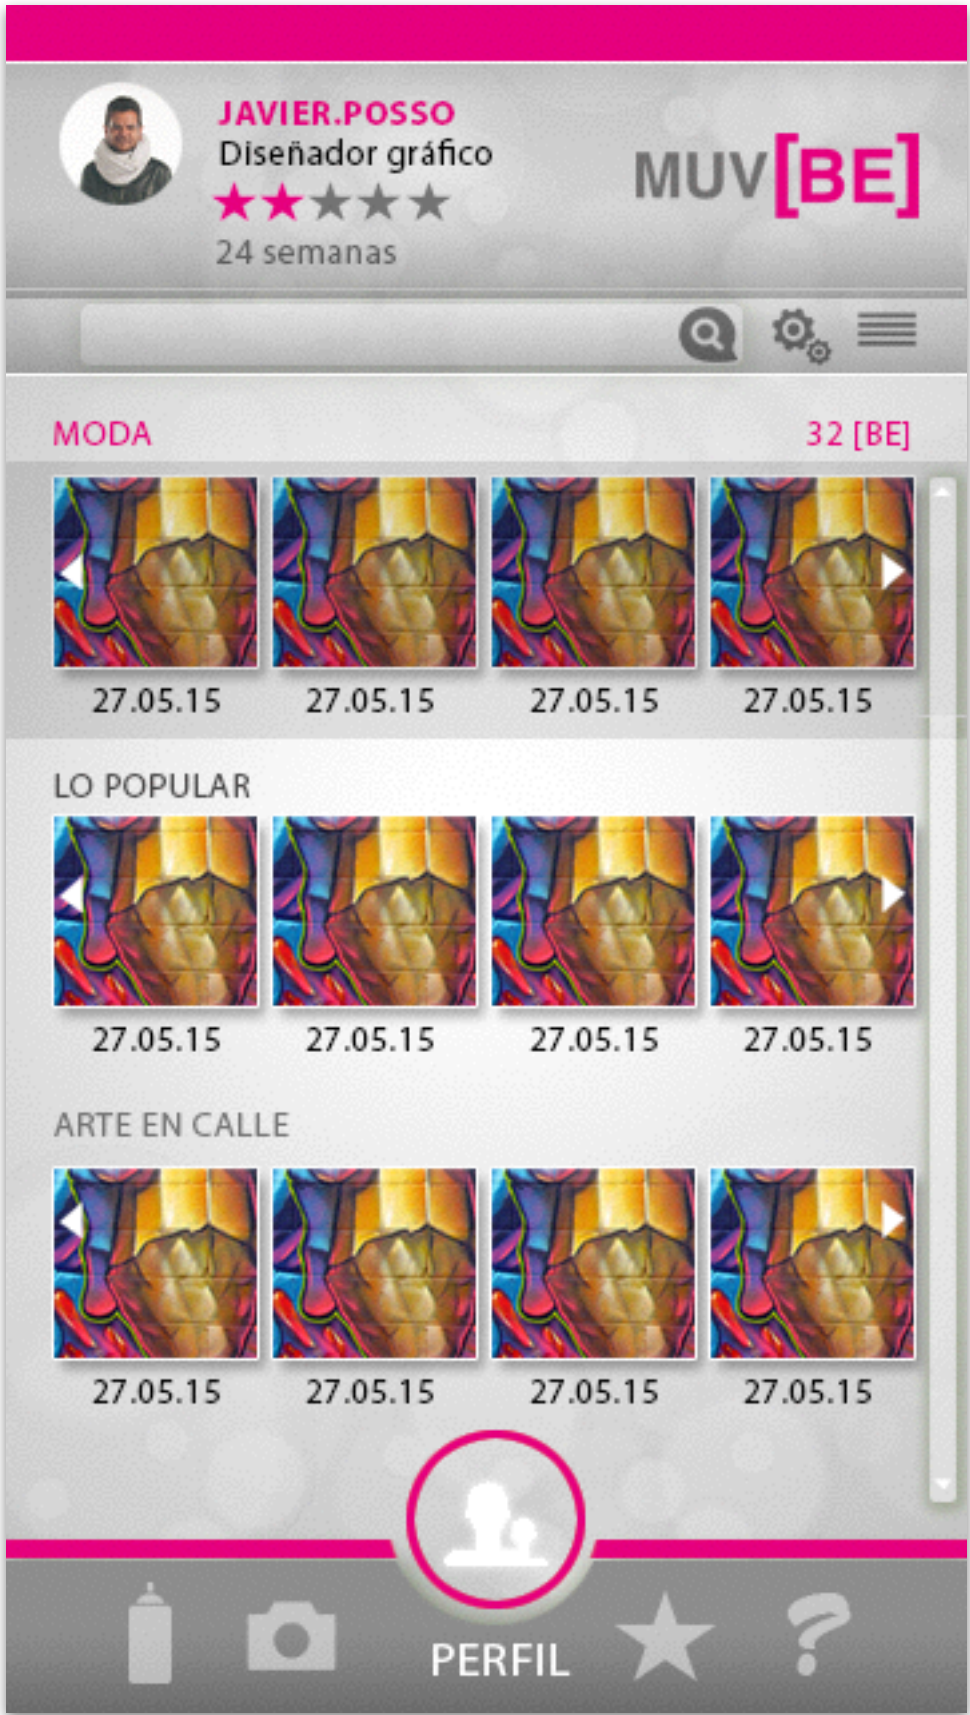 JAVIER.POSSO
Diseñador gráfico
24 semanas
MUV[BE]
MODA 32 [BE]
27.05.15 27.05.15 27.05.15 27.05.15
LO POPULAR
27.05.15 27.05.15 27.05.15 27.05.15
ARTE EN CALLE
27.05.15 27.05.15 27.05.15 27.05.15
PERFIL